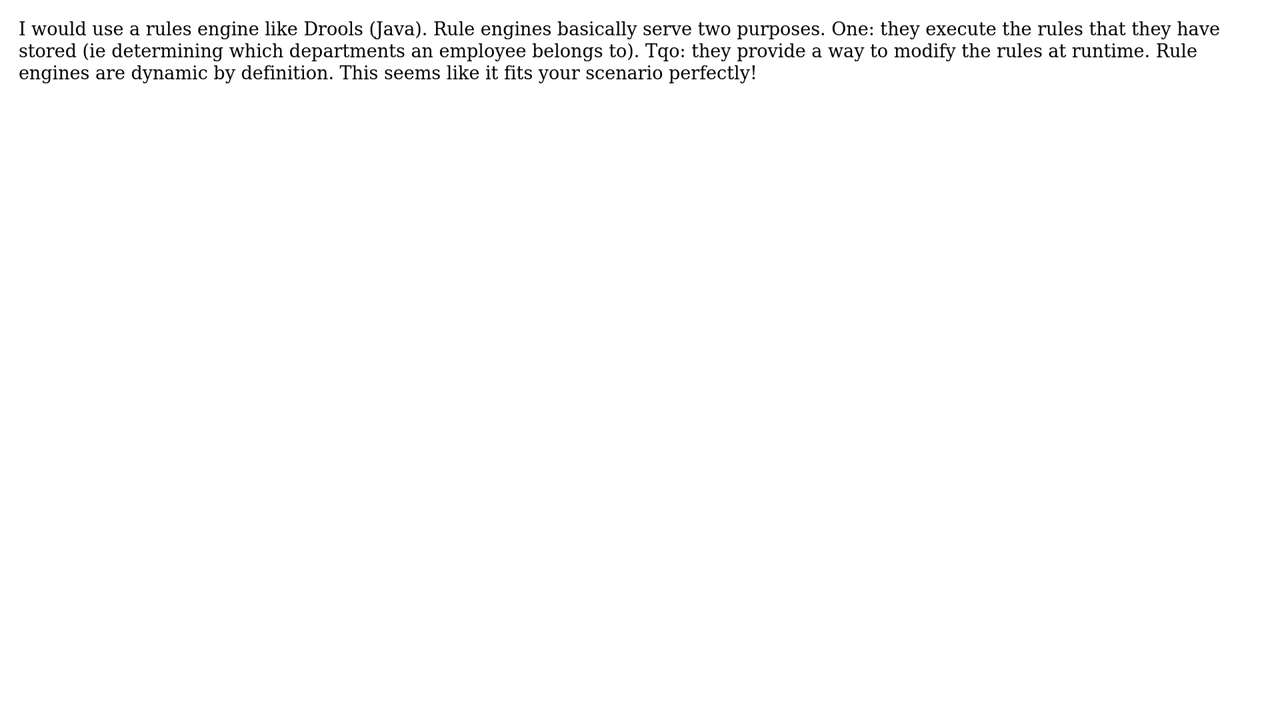 I would use a rules engine like Drools (Java). Rule engines basically serve two purposes. One: they execute the rules that they have
stored (ie determining which departments an employee belongs to). Tqo: they provide a way to modify the rules at runtime. Rule
engines are dynamic by definition. This seems like it fits your scenario perfectly!